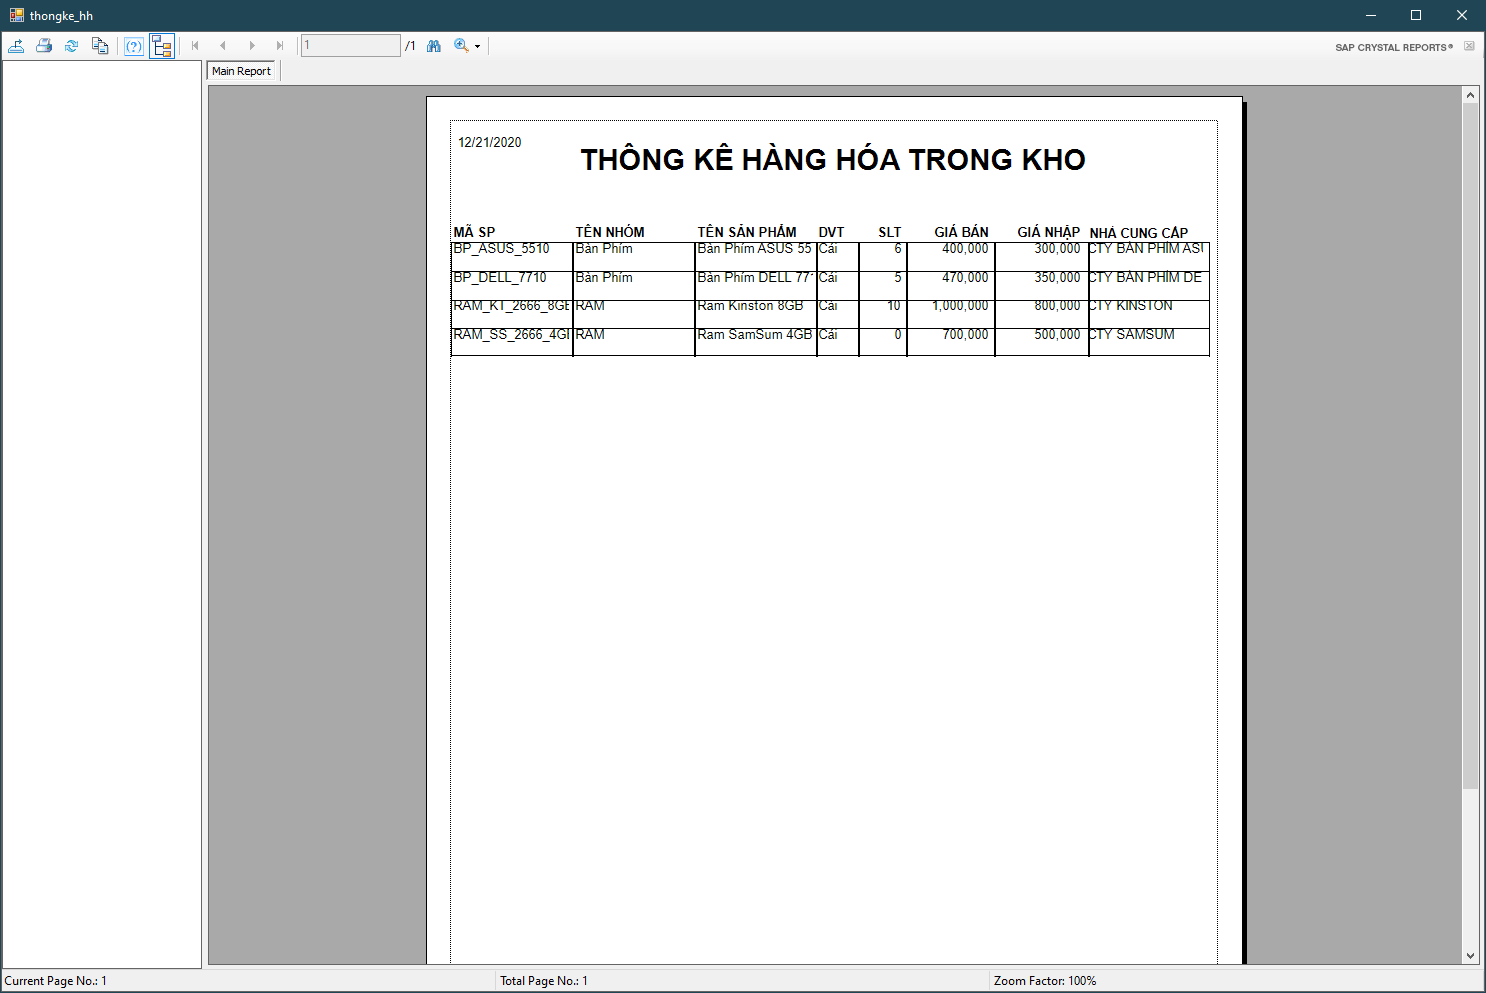 thongke_hh
1 /1 SAP CRYSTAL REPORTS®
Main Report
12/21/2020
THÔNG KÊ HÀNG HÓA TRONG KHO
MÃ SP TÊN NHÓM TÊN SẢN PHẨM DVT SLT GIÁ BÁN GIÁ NHẬP NHÀ CUNG CẤP
BP_ASUS_5510 Bàn Phím Bàn Phím ASUS 55 Cái 6 400,000 300,000 CTY BÀN PHÍM ASU
BP_DELL_7710 Bàn Phím Bàn Phím DELL 77 Cái 5 470,000 350,000 CTY BÀN PHÍM DE
RAM_KT_2666_8GB RAM Ram Kinston 8GB Cái 10 1,000,000 800,000 CTY KINSTON
RAM_SS_2666_4G RAM Ram SamSum 4GB Cái 0 700,000 500,000 CTY SAMSUM
Current Page No.: 1 Total Page No.: 1 Zoom Factor: 100%